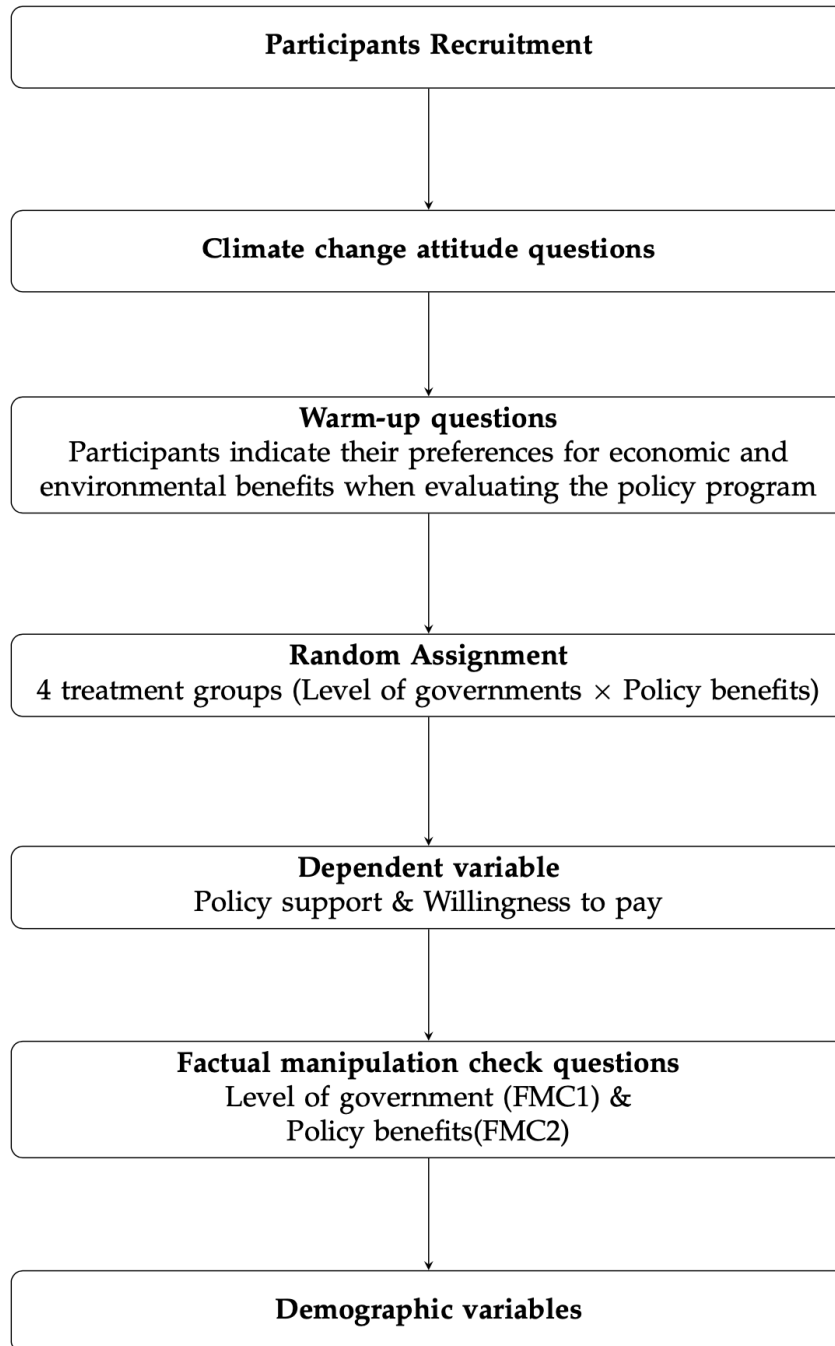 Participants Recruitment
Climate change attitude questions
Warm-up questions
Participants indicate their preferences for economic and
environmental benefits when evaluating the policy program
Random Assignment
4 treatment groups (Level of governments × Policy benefits)
Dependent variable
Policy support & Willingness to pay
Factual manipulation check questions
Level of government (FMC1) &
Policy benefits(FMC2)
Demographic variables